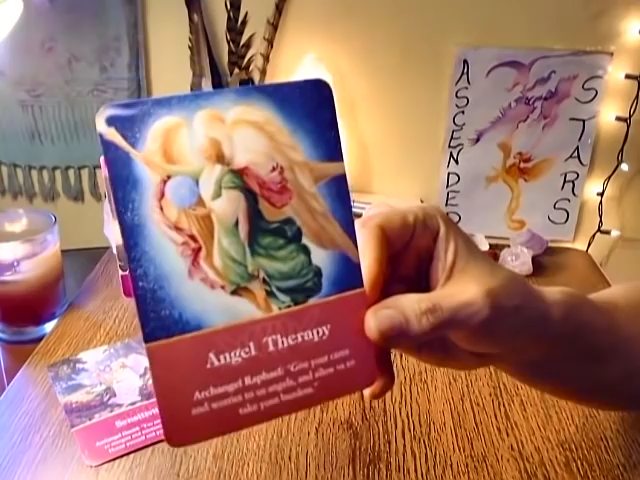 ASCENDED
STARS
Angel Therapy
Archangel Raphael: "Give your cares
and worries to us angels, and allow us to
take your burdens."
Sensitivity